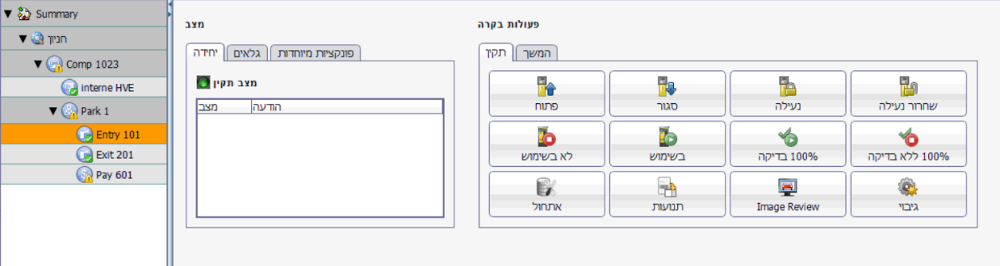 Summary
חניון
Comp 1023
interne HVE
Park 1
Entry 101
Exit 201
Pay 601
מצב
יחידה
גלאים
פונקציות מיוחדות
מצב תקין
מצב
הודעה
פעולות בקרה
תקין
המשך
פתוח
סגור
נעילה
שחרור נעילה
לא בשימוש
בשימוש
100% בדיקה
100% ללא בדיקה
אתחול
תנועות
Image Review
גיבוי